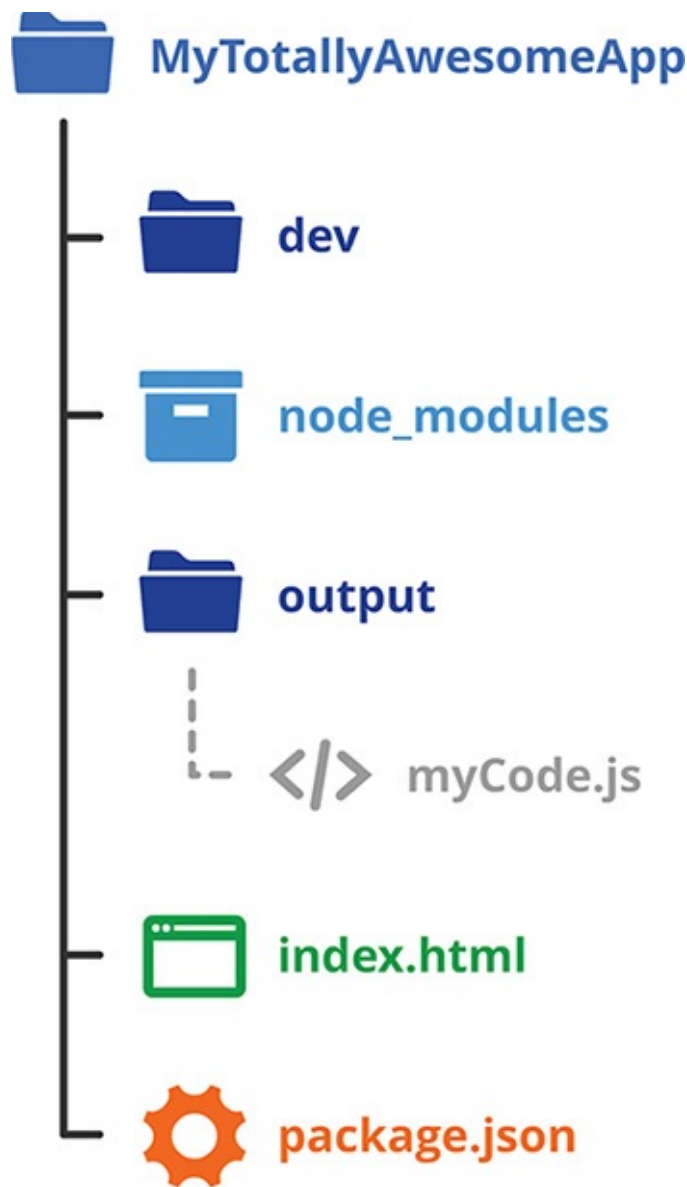 MyTotallyAwesomeApp
dev
node_modules
output
</> myCode.js
index.html
package.json